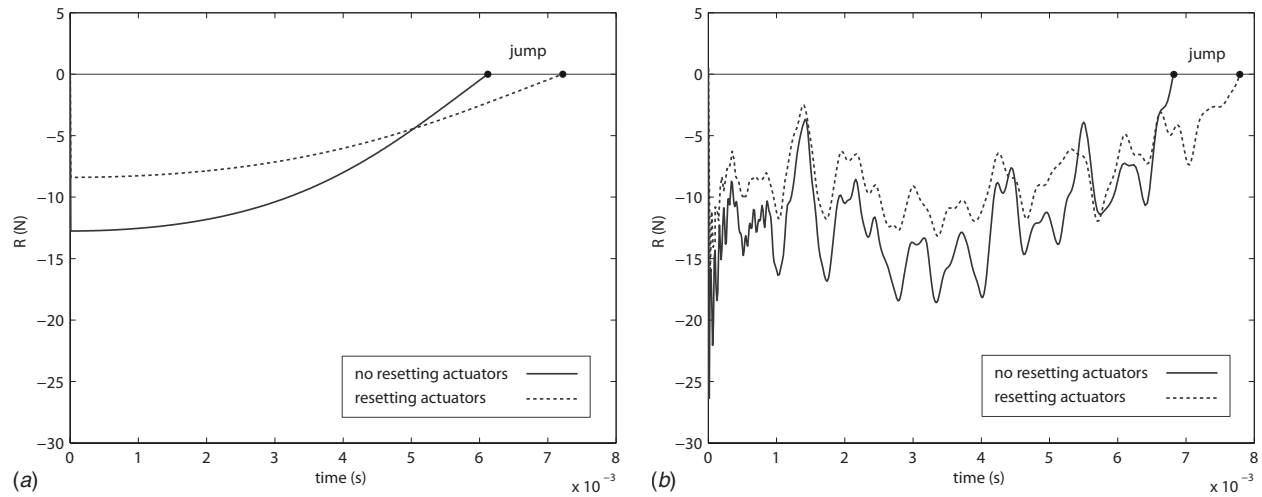 5
0
−5
−10
−15
−20
−25
−30
R (N)
0 1 2 3 4 5 6 7 8
time (s)
x 10 −3
jump
no resetting actuators
resetting actuators
(a)
5
0
−5
−10
−15
−20
−25
−30
R (N)
0 1 2 3 4 5 6 7 8
time (s)
x 10 −3
jump
no resetting actuators
resetting actuators
(b)